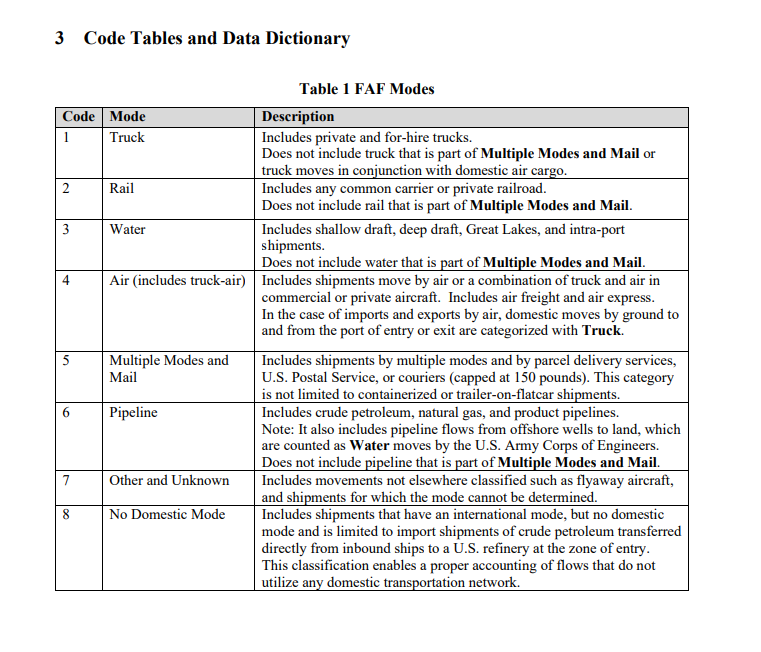 3 Code Tables and Data Dictionary
Table 1 FAF Modes
Code Mode Description
1 Truck Includes private and for-hire trucks.
Does not include truck that is part of Multiple Modes and Mail or
truck moves in conjunction with domestic air cargo.
2 Rail Includes any common carrier or private railroad.
Does not include rail that is part of Multiple Modes and Mail.
3 Water Includes shallow draft, deep draft, Great Lakes, and intra-port
shipments.
Does not include water that is part of Multiple Modes and Mail.
4 Air (includes truck-air) Includes shipments move by air or a combination of truck and air in
commercial or private aircraft. Includes air freight and air express.
In the case of imports and exports by air, domestic moves by ground to
and from the port of entry or exit are categorized with Truck.
5 Multiple Modes and Includes shipments by multiple modes and by parcel delivery services,
Mail U.S. Postal Service, or couriers (capped at 150 pounds). This category
is not limited to containerized or trailer-on-flatcar shipments.
6 Pipeline Includes crude petroleum, natural gas, and product pipelines.
Note: It also includes pipeline flows from offshore wells to land, which
are counted as Water moves by the U.S. Army Corps of Engineers.
Does not include pipeline that is part of Multiple Modes and Mail.
7 Other and Unknown Includes movements not elsewhere classified such as flyaway aircraft,
and shipments for which the mode cannot be determined.
8 No Domestic Mode Includes shipments that have an international mode, but no domestic
mode and is limited to import shipments of crude petroleum transferred
directly from inbound ships to a U.S. refinery at the zone of entry.
This classification enables a proper accounting of flows that do not
utilize any domestic transportation network.